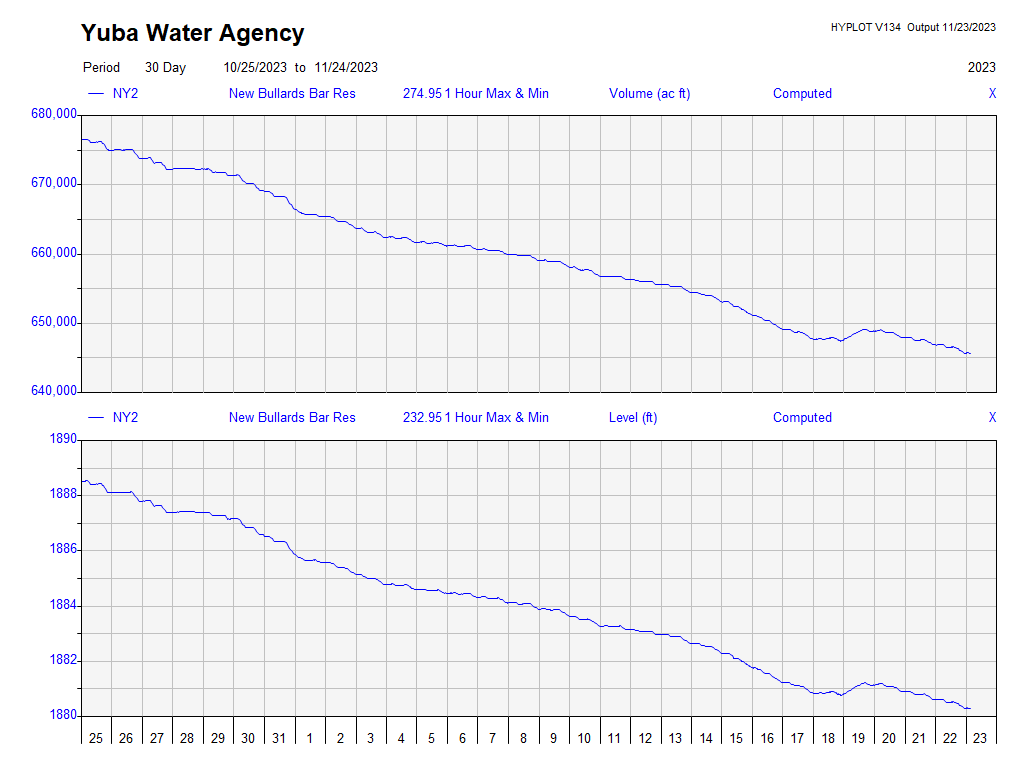 Yuba Water Agency
HYPLOT V134 Output 11/23/2023
Period 30 Day 10/25/2023 to 11/24/2023 2023
NY2 New Bullards Bar Res 274.95 1 Hour Max & Min Volume (ac ft) Computed X
680,000
670,000
660,000
650,000
640,000
NY2 New Bullards Bar Res 232.95 1 Hour Max & Min Level (ft) Computed X
1890
1888
1886
1884
1882
1880
25 26 27 28 29 30 31 1 2 3 4 5 6 7 8 9 10 11 12 13 14 15 16 17 18 19 20 21 22 23